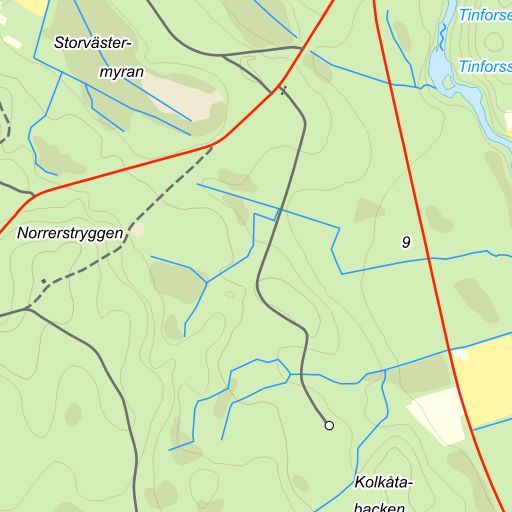 Tinforse
Storväster-
myran
Tinforss
Norrerstryggen
9
Kolkåta-
backen